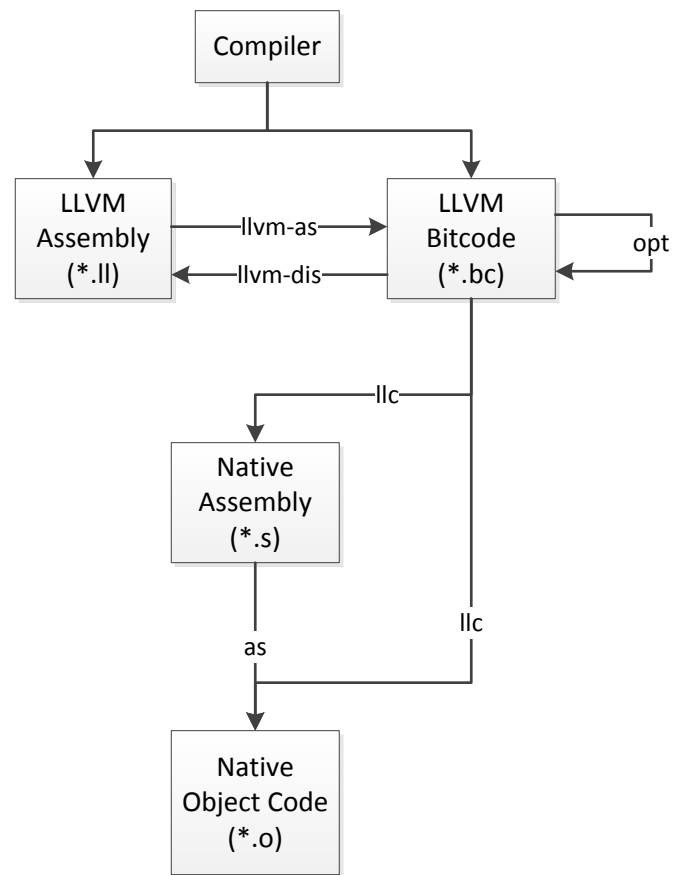 Compiler
LLVM
Assembly
(*.ll)
llvm-as
llvm-dis
LLVM
Bitcode
(*.bc)
opt
llc
Native
Assembly
(*.s)
llc
as
Native
Object Code
(*.o)